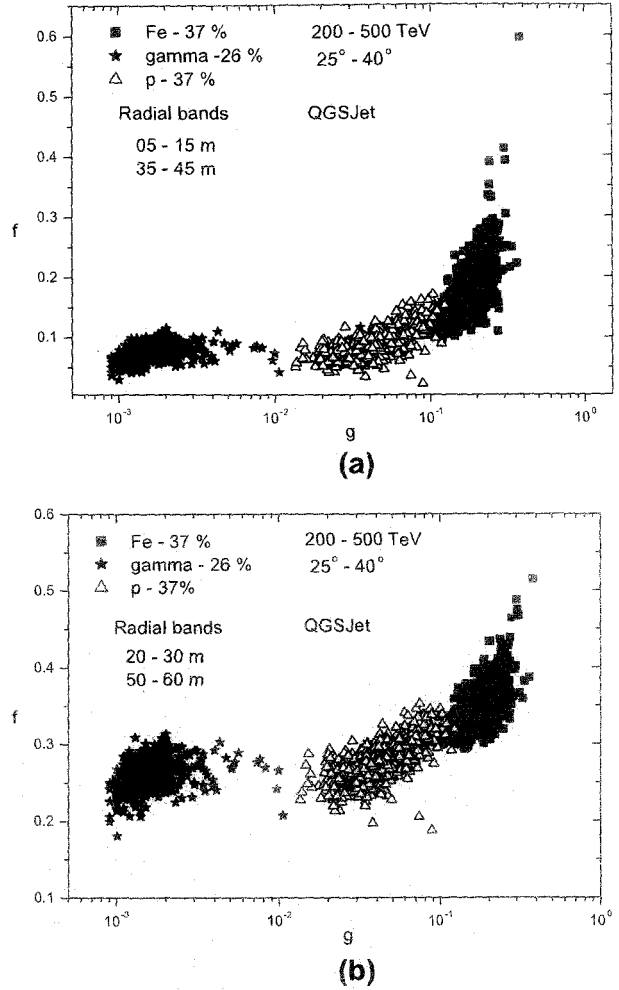 0.6
Fe - 37 %
200 - 500 TeV
gamma -26 %
25° - 40°
p - 37 %
0.5
Radial bands
QGSJet
05 - 15 m
35 - 45 m
0.4
0.3
f
0.2
0.1
10⁻³
10⁻²
10⁻¹
10⁰
g
(a)
0.6
Fe - 37 %
200 - 500 TeV
gamma - 26 %
25° - 40°
p - 37%
0.5
Radial bands
QGSJet
20 - 30 m
50 - 60 m
0.4
f
0.3
0.2
0.1
10⁻³
10⁻²
10⁻¹
10⁰
g
(b)